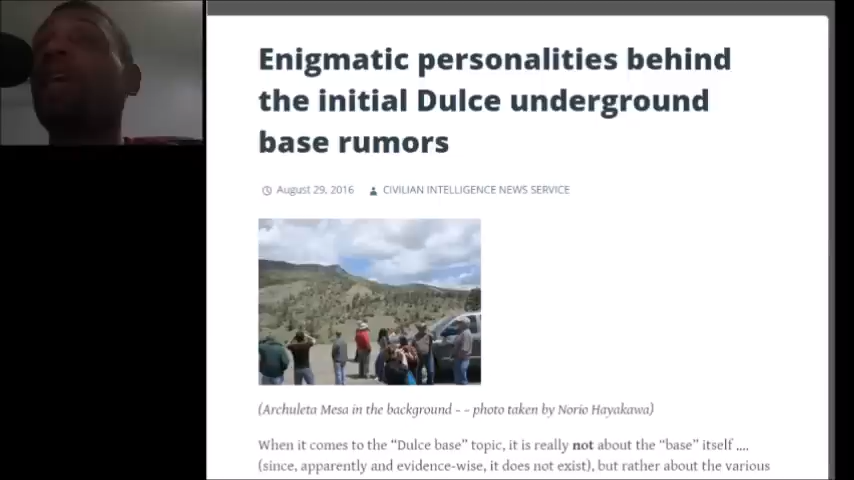 Enigmatic personalities behind
the initial Dulce underground
base rumors
August 29, 2016 CIVILIAN INTELLIGENCE NEWS SERVICE
(Archuleta Mesa in the background - - photo taken by Norio Hayakawa)
When it comes to the “Dulce base” topic, it is really not about the “base” itself ....
(since, apparently and evidence-wise, it does not exist), but rather about the various